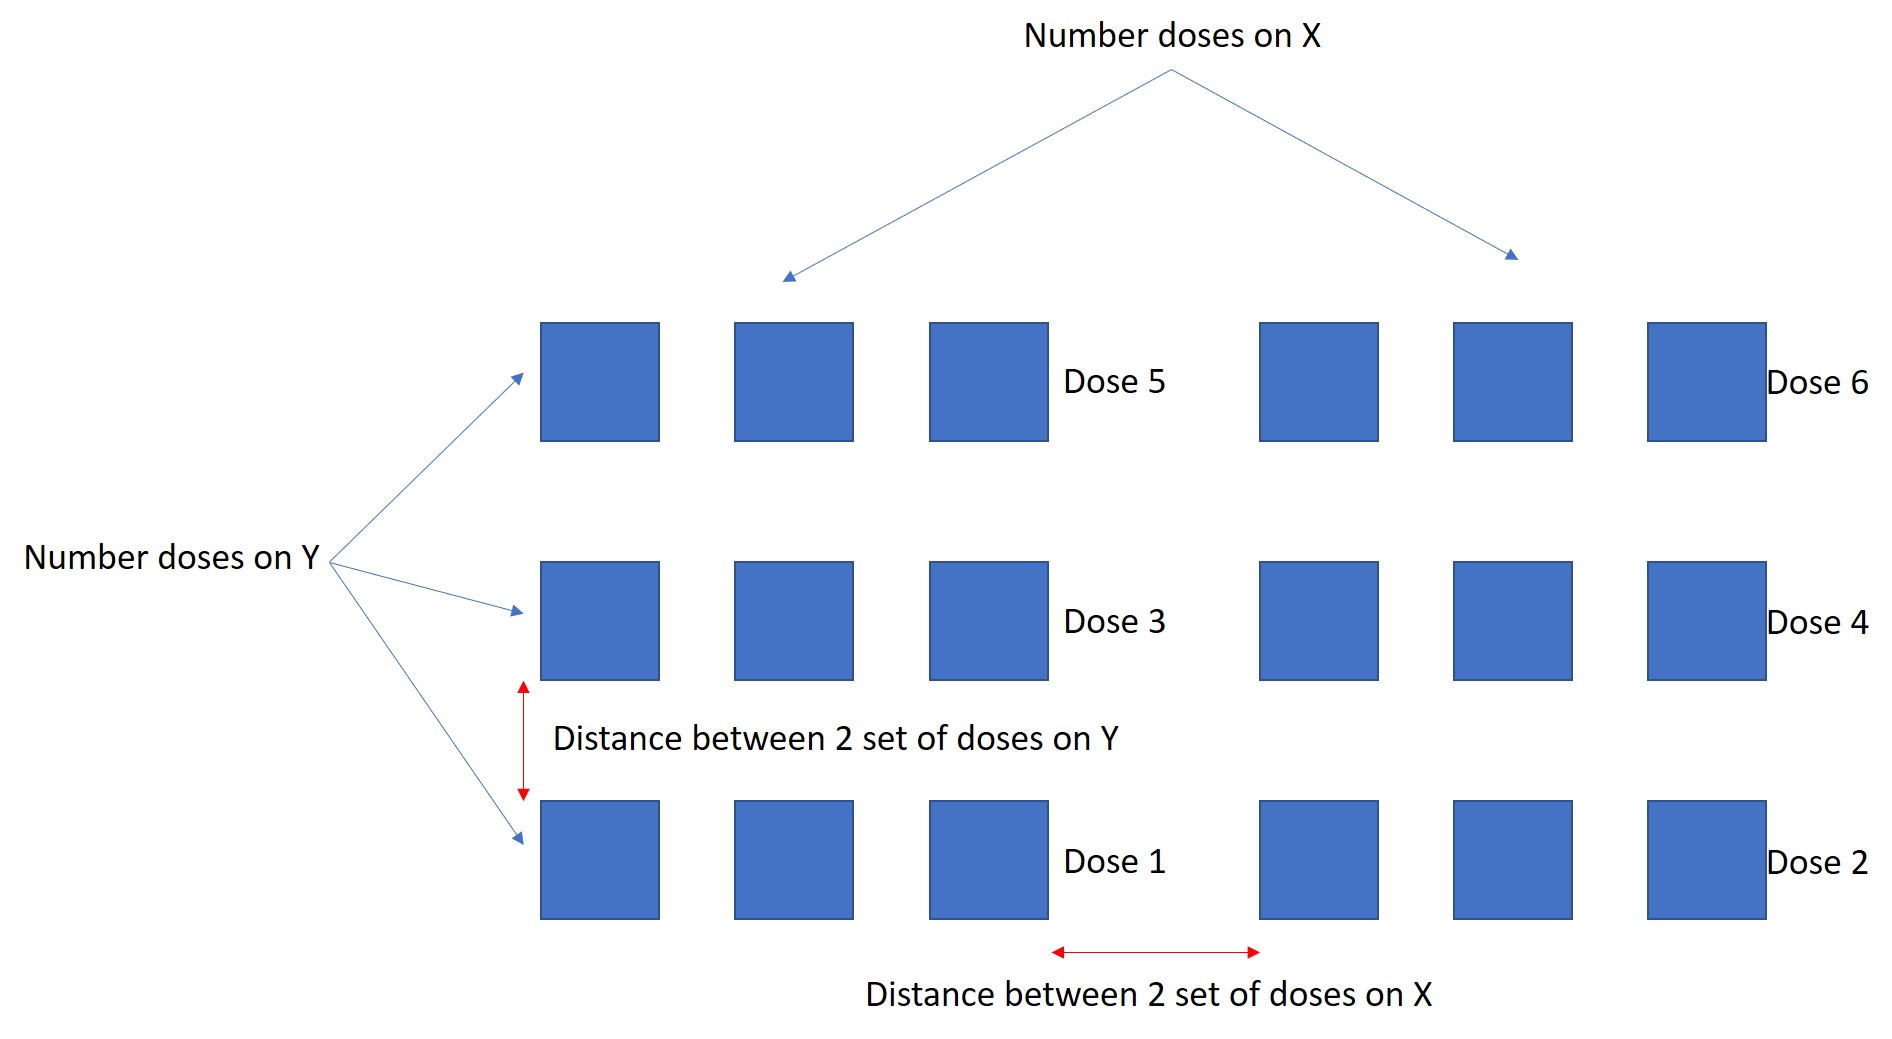 Number doses on X
Dose 5
Dose 6
Number doses on Y
Dose 3
Dose 4
Distance between 2 set of doses on Y
Dose 1
Dose 2
Distance between 2 set of doses on X